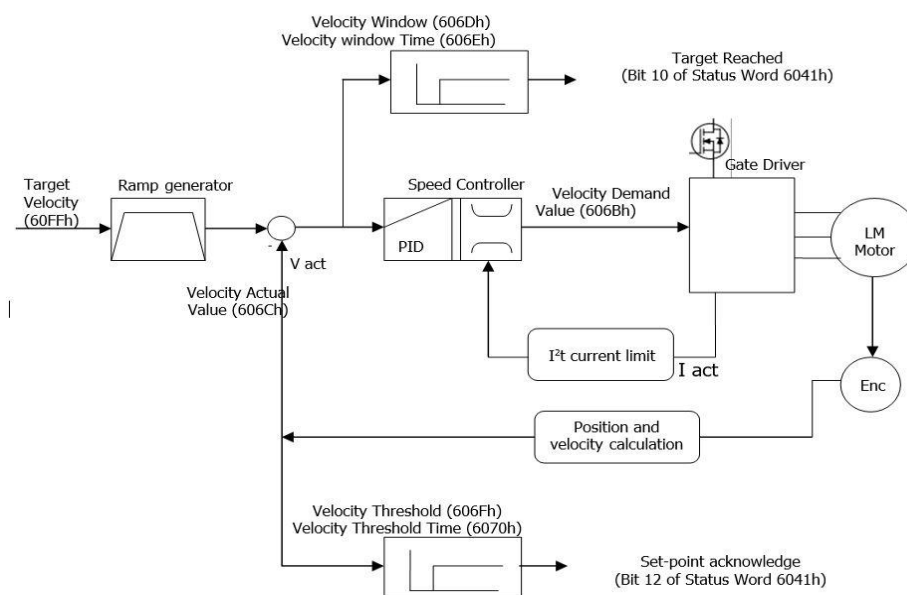 Velocity Window (606Dh)
Velocity window Time (606Eh)
Target Reached
(Bit 10 of Status Word 6041h)
Gate Driver
Target
Velocity
(60FFh)
Ramp generator
Speed Controller
Velocity Demand
Value (606Bh)
PID
LM
Motor
-
V act
Velocity Actual
Value (606Ch)
I²t current limit
I act
Enc
Position and
velocity calculation
Velocity Threshold (606Fh)
Velocity Threshold Time (6070h)
Set-point acknowledge
(Bit 12 of Status Word 6041h)